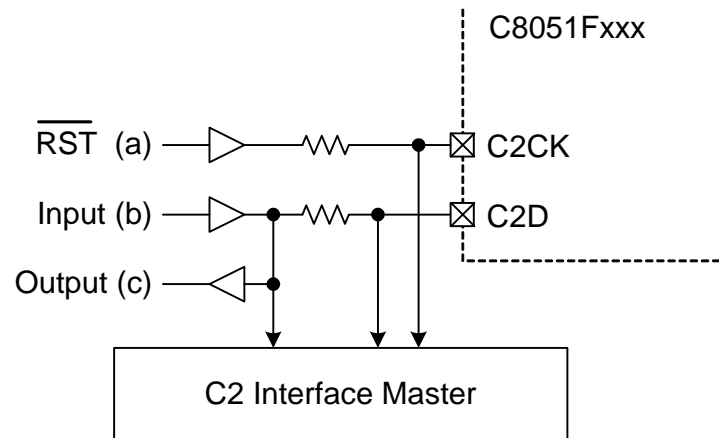 C8051Fxxx
RST (a)
C2CK
Input (b)
C2D
Output (c)
C2 Interface Master